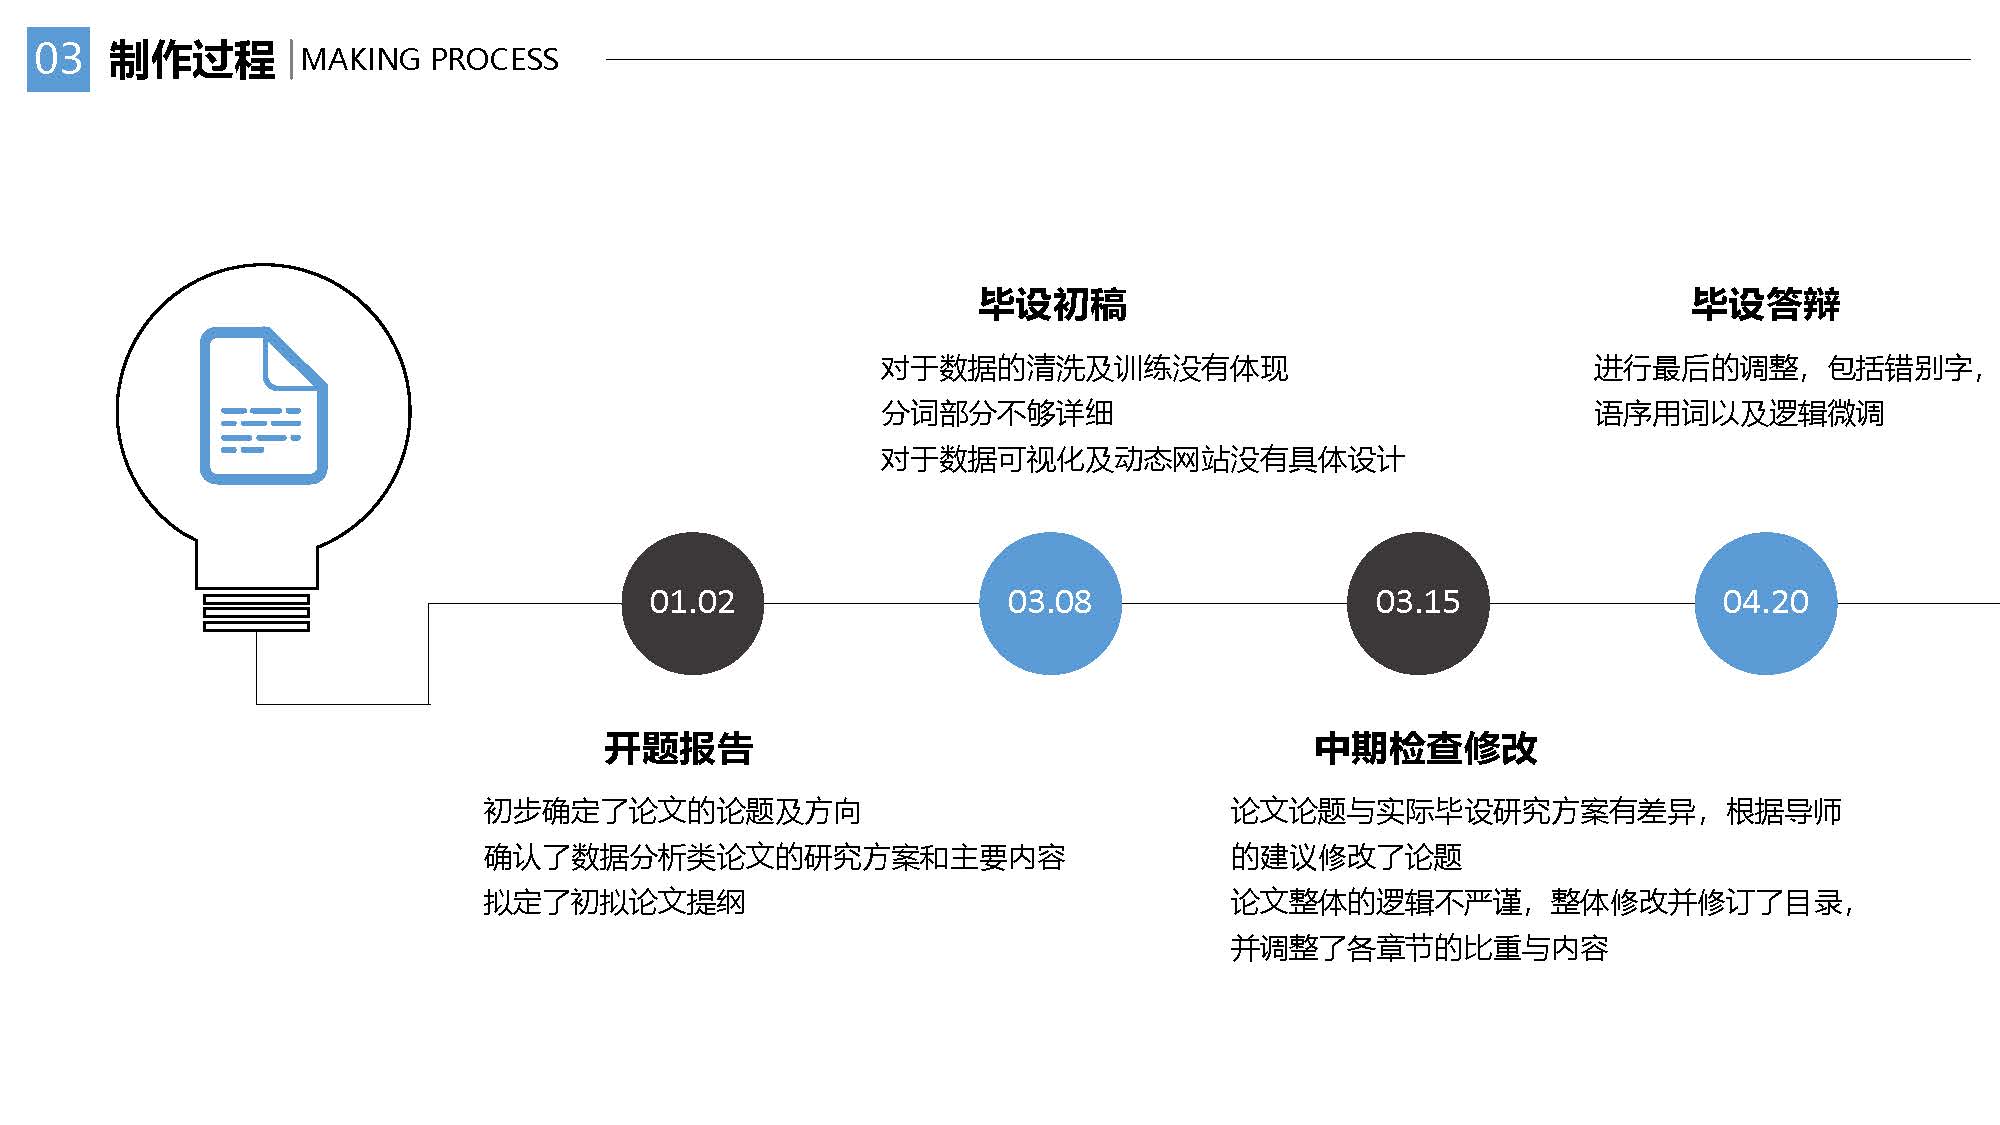 03 制作过程 MAKING PROCESS
毕设初稿
对于数据的清洗及训练没有体现
分词部分不够详细
对于数据可视化及动态网站没有具体设计
毕设答辩
进行最后的调整，包括错别字，
语序用词以及逻辑微调
01.02
03.08
03.15
04.20
开题报告
初步确定了论文的论题及方向
确认了数据分析类论文的研究方案和主要内容
拟定了初拟论文提纲
中期检查修改
论文论题与实际毕设研究方案有差异，根据导师
的建议修改了论题
论文整体的逻辑不严谨，整体修改并修订了目录，
并调整了各章节的比重与内容